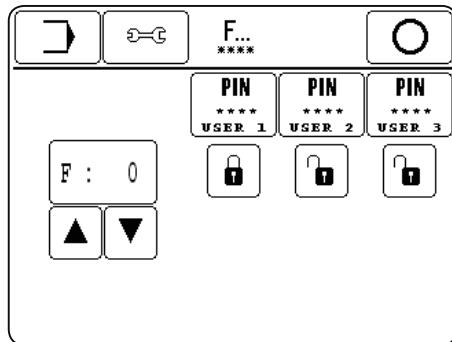 F...
****
PIN PIN PIN
**** **** ****
USER 1 USER 2 USER 3
F : 0